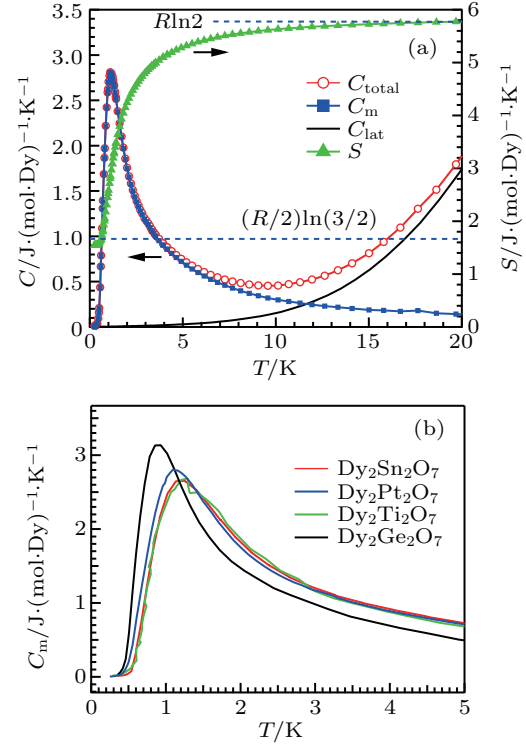 Rln2
(a)
C_total
C_m
C_lat
S
(R/2)ln(3/2)
C/J·(mol·Dy)⁻¹·K⁻¹
3.5
3.0
2.5
2.0
1.5
1.0
0.5
0
S/J·(mol·Dy)⁻¹·K⁻¹
6
5
4
3
2
1
0
0 5 10 15 20
T/K
(b)
Dy₂Sn₂O₇
Dy₂Pt₂O₇
Dy₂Ti₂O₇
Dy₂Ge₂O₇
C_m/J·(mol·Dy)⁻¹·K⁻¹
3
2
1
0
0 1 2 3 4 5
T/K